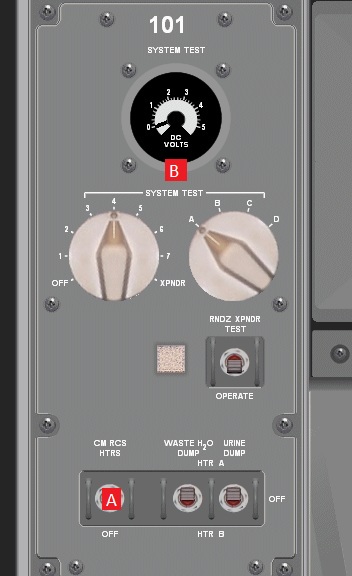 101
SYSTEM TEST
0 1 2 3 4 5
DC
VOLTS
B
SYSTEM TEST
OFF 1 2 3 4 5 6 7 XPNDR
A B C D
RNDZ XPNDR
TEST
OPERATE
CM RCS
HTRS
WASTE H2O
DUMP
URINE
DUMP
HTR A
A
OFF
OFF
HTR B